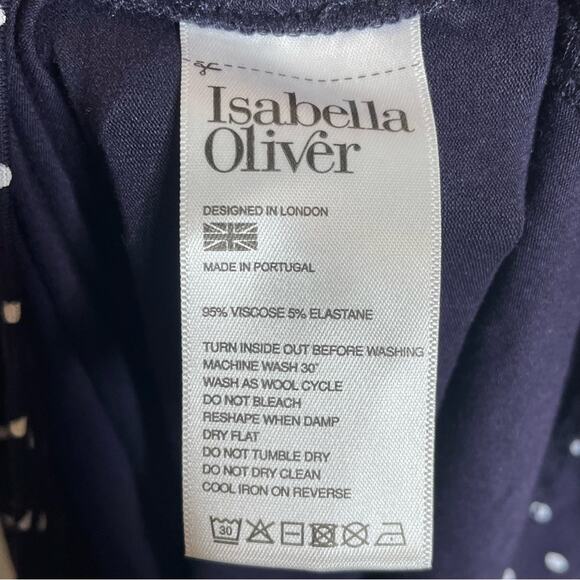 Isabella
Oliver
DESIGNED IN LONDON
MADE IN PORTUGAL
95% VISCOSE 5% ELASTANE
TURN INSIDE OUT BEFORE WASHING
MACHINE WASH 30°
WASH AS WOOL CYCLE
DO NOT BLEACH
RESHAPE WHEN DAMP
DRY FLAT
DO NOT TUMBLE DRY
DO NOT DRY CLEAN
COOL IRON ON REVERSE
30